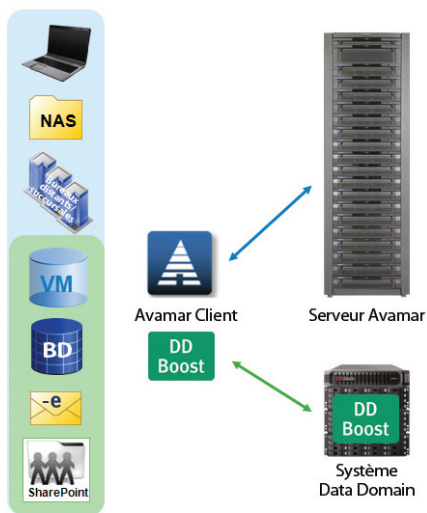 NAS
Bureaux
distants/
succursales
VM
BD
-e
SharePoint
Avamar Client
DD
Boost
Serveur Avamar
DD
Boost
Système
Data Domain